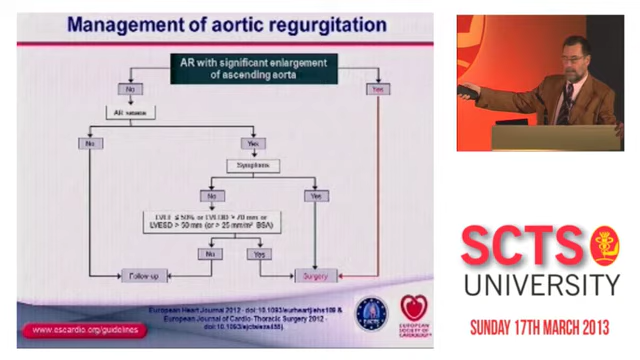 Management of aortic regurgitation
AR with significant enlargement
of ascending aorta
No
Yes
AR severe
No
Yes
Symptoms
No
Yes
LVEF ≤ 50% or LVEDD > 70 mm or
LVESD > 50 mm (or > 25 mm/m² BSA)
No
Yes
Follow-up
Surgery
European Heart Journal 2012 - doi:10.1093/eurheartj/ehs109 &
European Journal of Cardio-Thoracic Surgery 2012 -
doi:10.1093/ejcts/ezs455).
www.escardio.org/guidelines
EACTS
EUROPEAN
SOCIETY OF
CARDIOLOGY
SCTS
UNIVERSITY
SUNDAY 17TH MARCH 2013